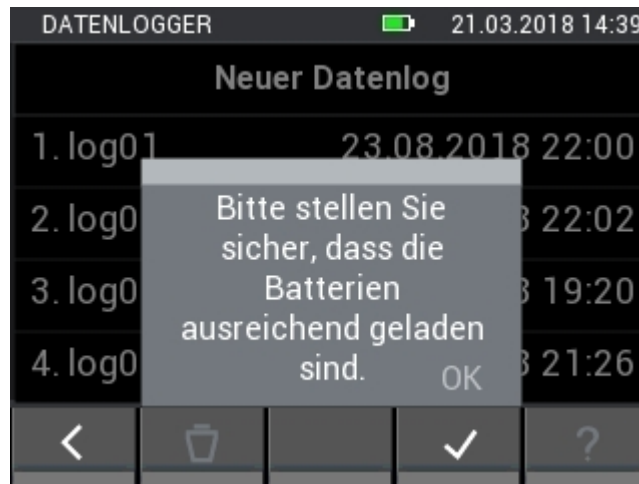 DATENLOGGER 21.03.2018 14:39
Neuer Datenlog
1. log01 23.08.2018 22:00
2. log0 22:02
3. log0 19:20
4. log0 21:26
Bitte stellen Sie
sicher, dass die
Batterien
ausreichend geladen
sind.
OK
?